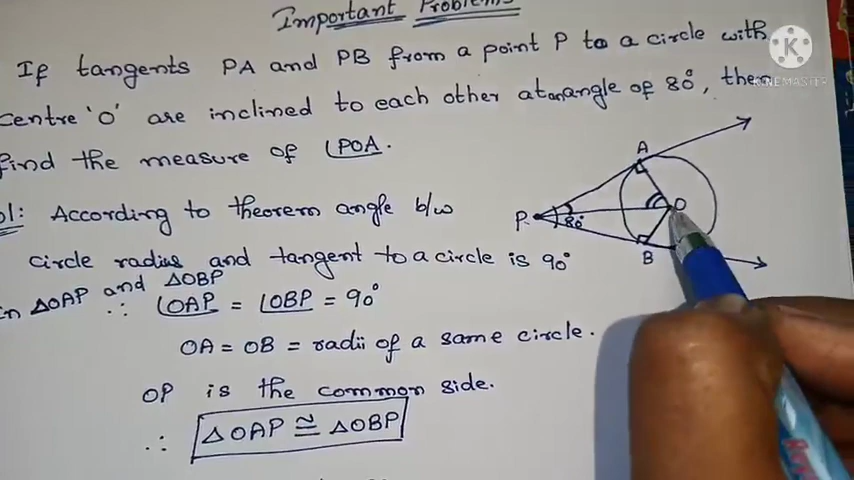 Important Problems
If tangents PA and PB from a point P to a circle with
centre 'O' are inclined to each other at an angle of 80°, then
find the measure of ∠POA.
Sol: According to theorem angle b/w
circle radius and tangent to a circle is 90°
in ΔOAP and ΔOBP
∴ ∠OAP = ∠OBP = 90°
OA = OB = radii of a same circle.
OP is the common side.
∴ ΔOAP ≅ ΔOBP
A
P
80°
O
B
KINEMASTER